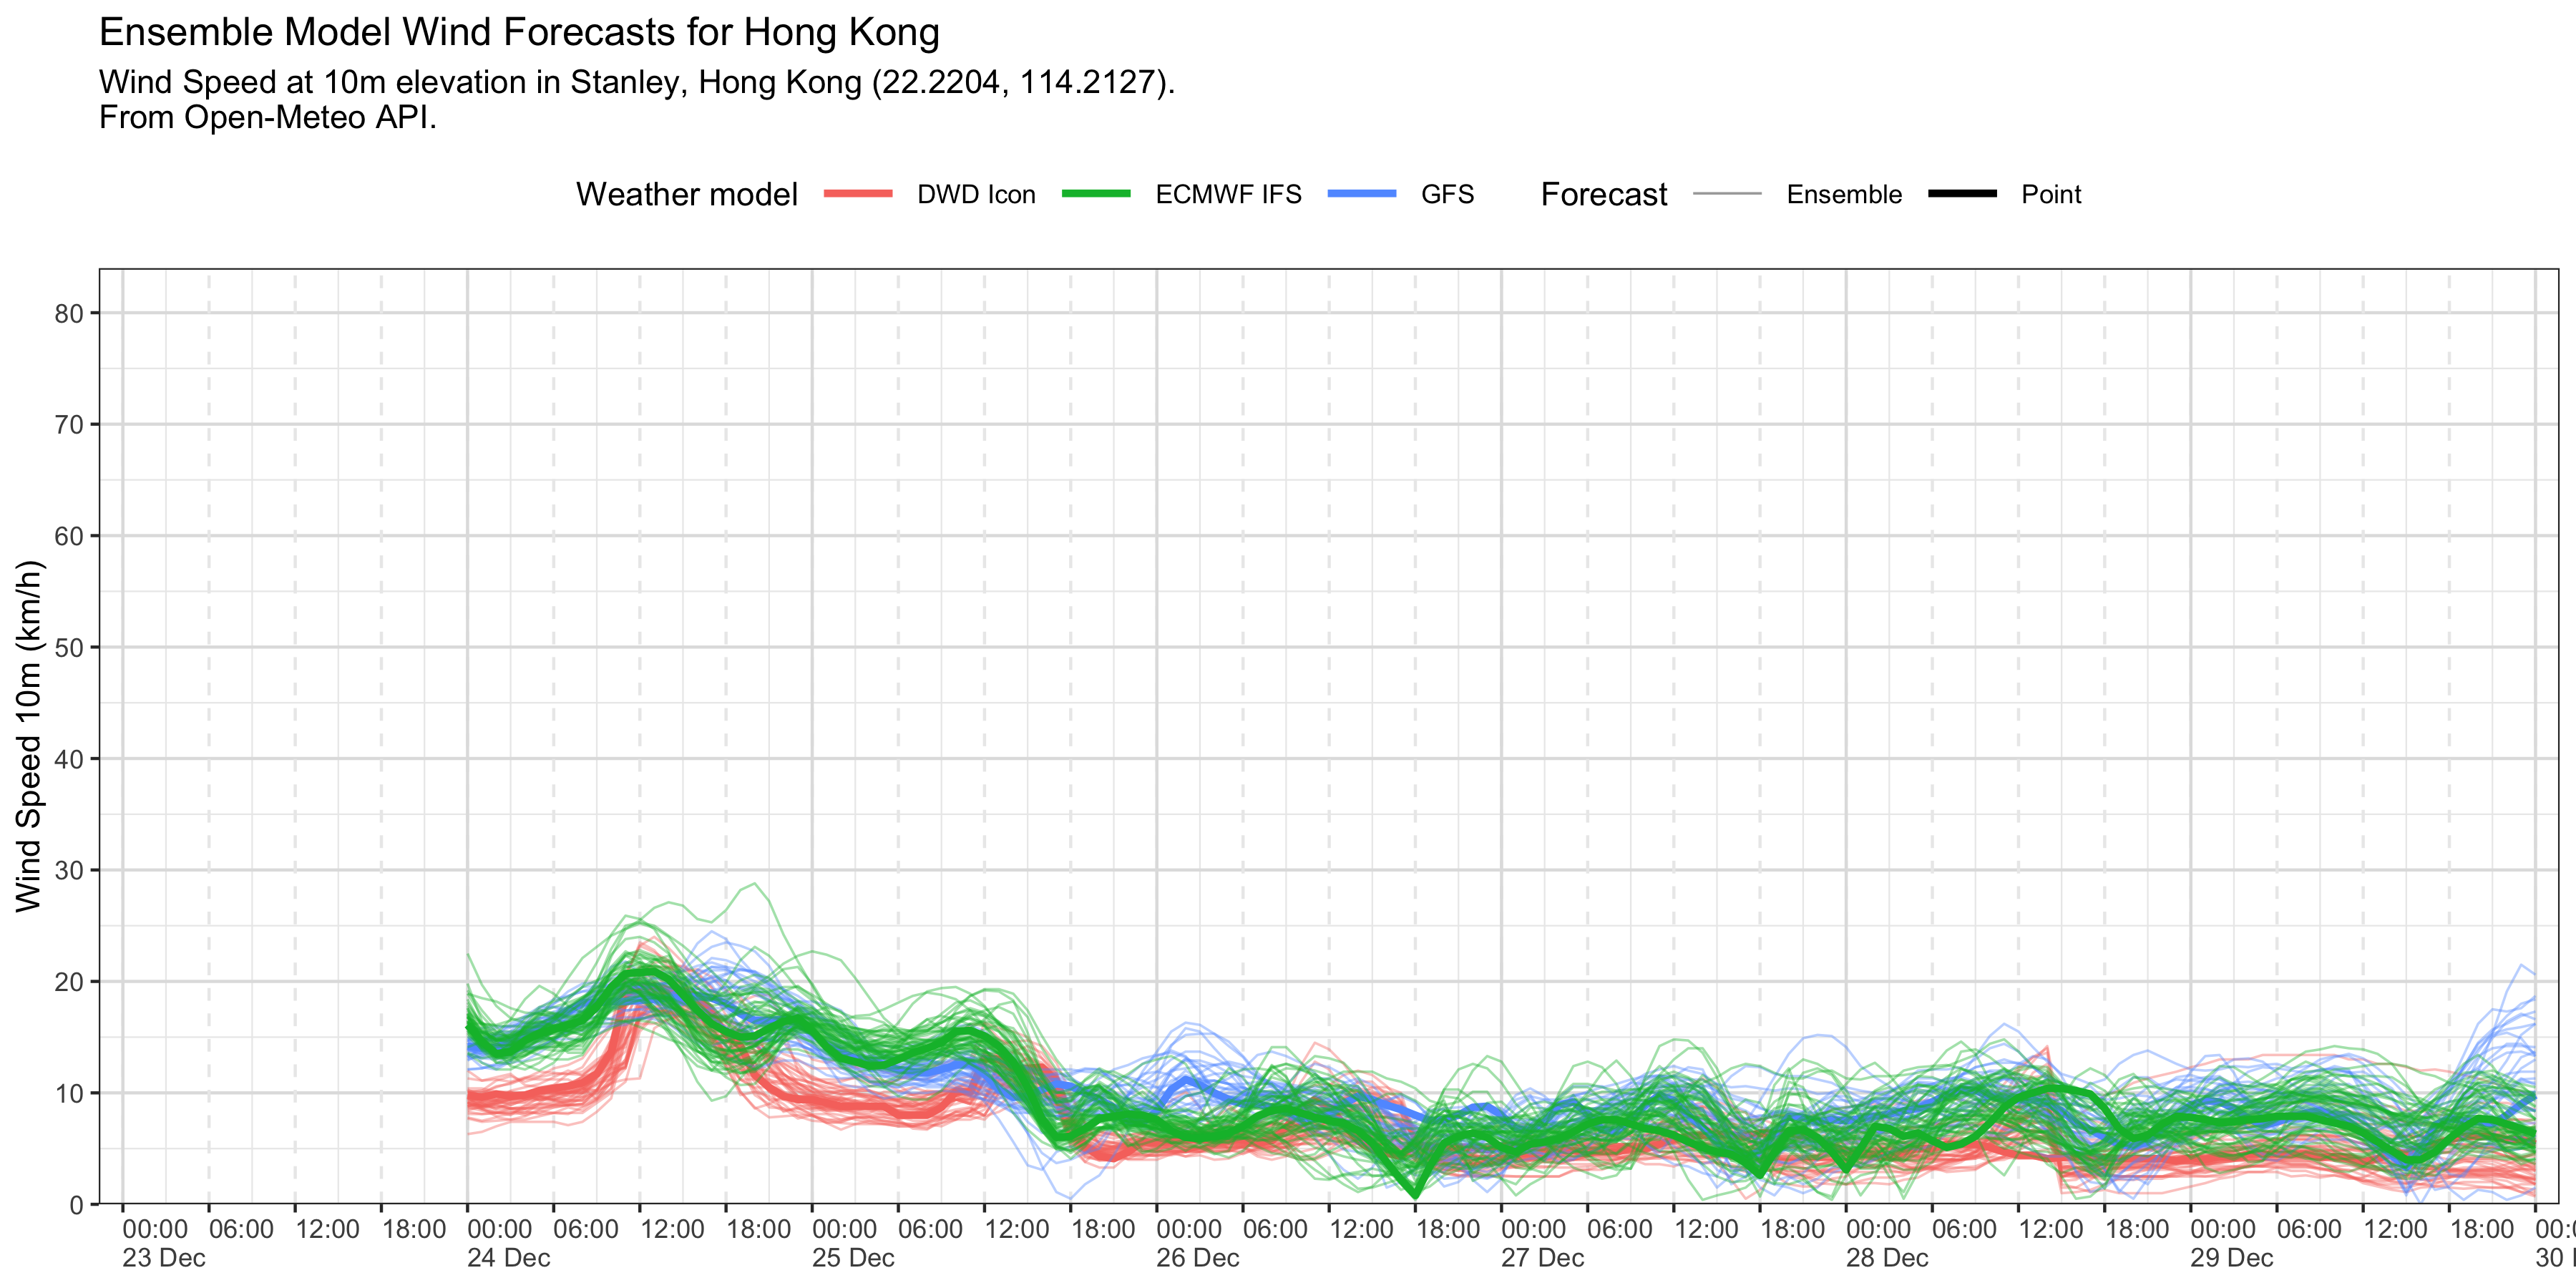 Ensemble Model Wind Forecasts for Hong Kong
Wind Speed at 10m elevation in Stanley, Hong Kong (22.2204, 114.2127).
From Open-Meteo API.
Weather model DWD Icon ECMWF IFS GFS Forecast Ensemble Point
Wind Speed 10m (km/h)
80
70
60
50
40
30
20
10
0
00:00 06:00 12:00 18:00 00:00 06:00 12:00 18:00 00:00 06:00 12:00 18:00 00:00 06:00 12:00 18:00 00:00 06:00 12:00 18:00 00:00 06:00 12:00 18:00 00:00 06:00 12:00 18:00
23 Dec 24 Dec 25 Dec 26 Dec 27 Dec 28 Dec 29 Dec 30